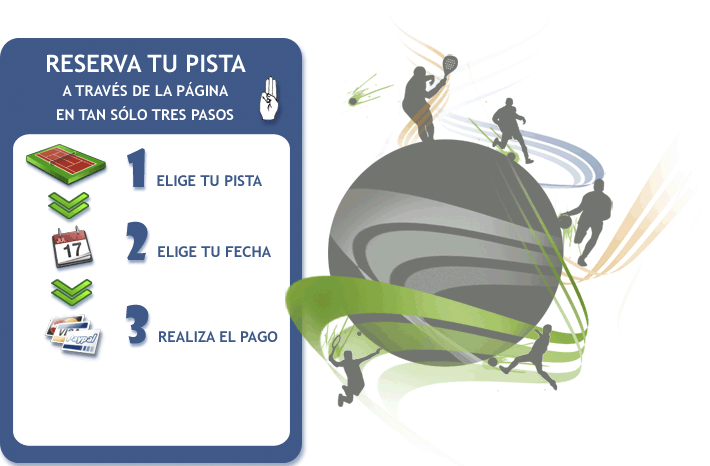 RESERVA TU PISTA
A TRAVÉS DE LA PÁGINA
EN TAN SÓLO TRES PASOS
1 ELIGE TU PISTA
JUL
17
2 ELIGE TU FECHA
VISA
Paypal
3 REALIZA EL PAGO